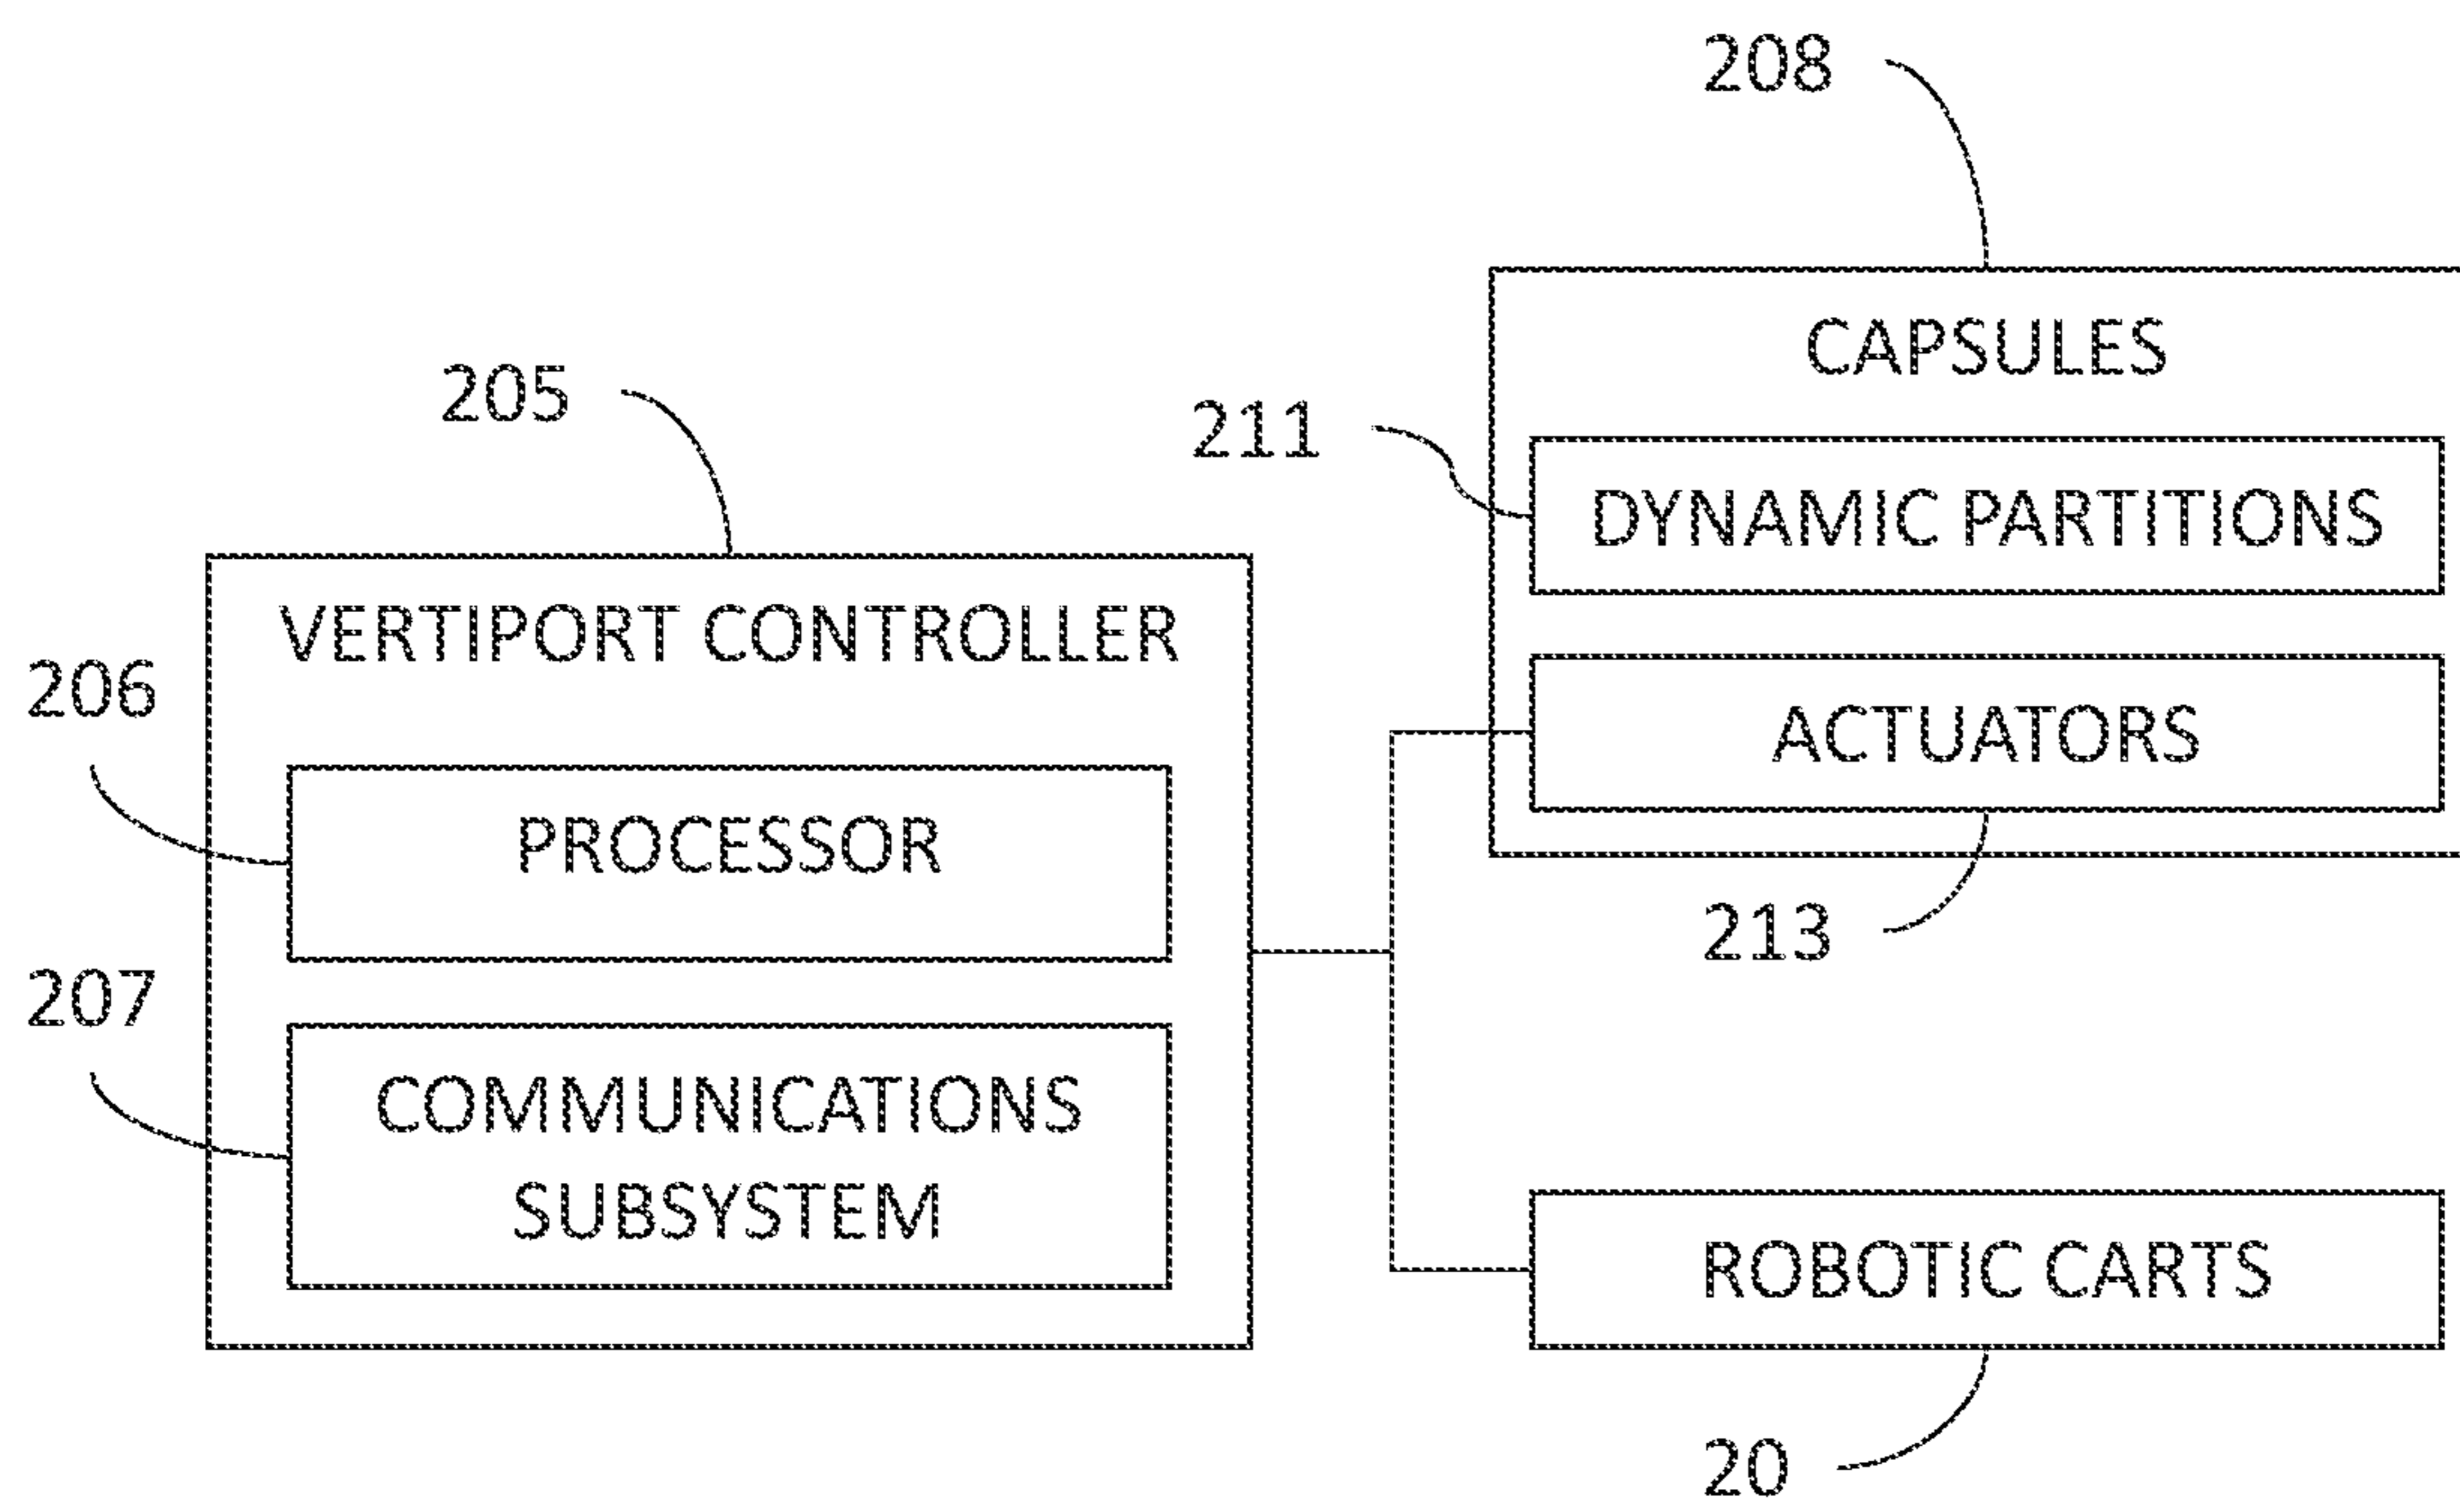 208
CAPSULES
205
211
DYNAMIC PARTITIONS
VERTIPORT CONTROLLER
206
ACTUATORS
PROCESSOR
213
207
COMMUNICATIONS
SUBSYSTEM
ROBOTIC CARTS
20